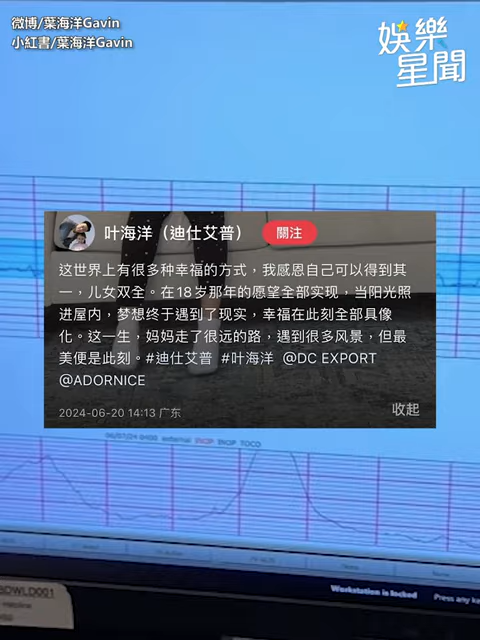 微博/葉海洋Gavin
小紅書/葉海洋Gavin
娛樂
星聞
叶海洋（迪仕艾普）
關注
这世界上有很多种幸福的方式，我感恩自己可以得到其
一，儿女双全。在18岁那年的愿望全部实现，当阳光照
进屋内，梦想终于遇到了现实，幸福在此刻全部具像
化。这一生，妈妈走了很远的路，遇到很多风景，但最
美便是此刻。#迪仕艾普 #叶海洋 @DC EXPORT
@ADORNICE
2024-06-20 14:13 广东
收起
external INOP INOP TOCO
Workstation is locked
Press any